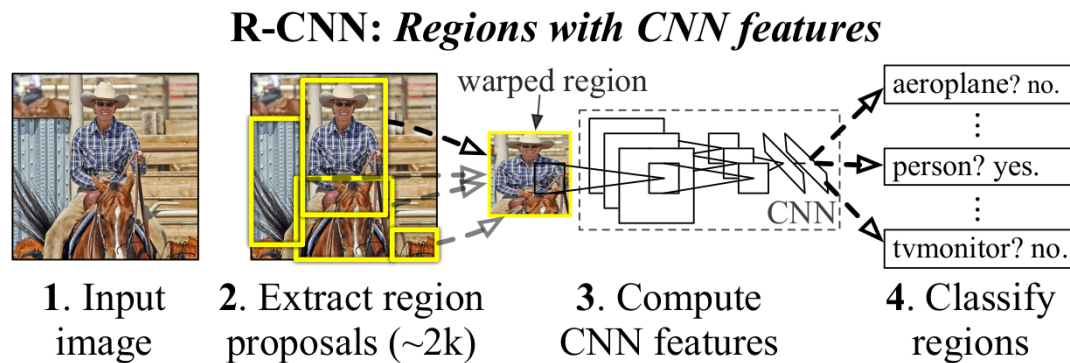 R-CNN: Regions with CNN features
warped region
aeroplane? no.
⋮
person? yes.
CNN
⋮
tvmonitor? no.
1. Input
image
2. Extract region
proposals (~2k)
3. Compute
CNN features
4. Classify
regions